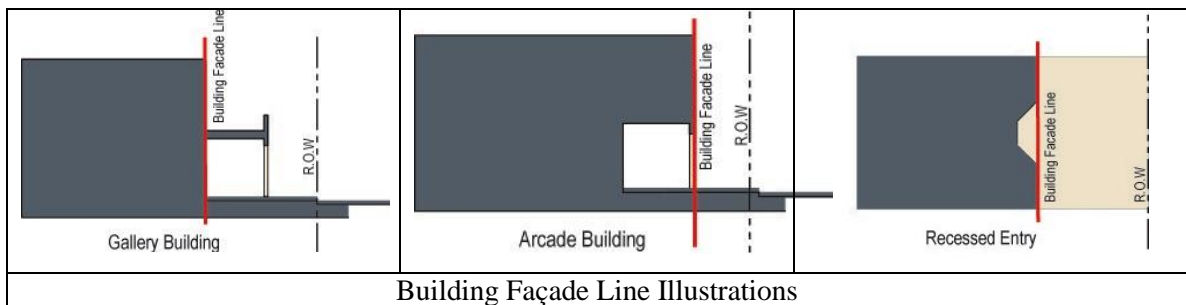 Building Facade Line
R.O.W
Gallery Building
Building Facade Line
R.O.W
Arcade Building
Building Facade Line
R.O.W
Recessed Entry
Building Façade Line Illustrations